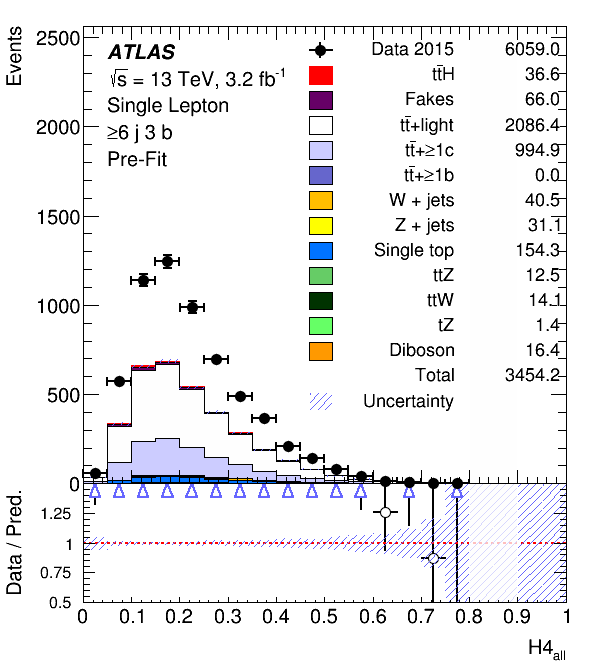 Events
2500
2000
1500
1000
500
0
ATLAS
√s = 13 TeV, 3.2 fb-1
Single Lepton
≥6 j 3 b
Pre-Fit
Data 2015 6059.0
tt̄H 36.6
Fakes 66.0
tt̄+light 2086.4
tt̄+≥1c 994.9
tt̄+≥1b 0.0
W + jets 40.5
Z + jets 31.1
Single top 154.3
ttZ 12.5
ttW 14.1
tZ 1.4
Diboson 16.4
Total 3454.2
Uncertainty
Data / Pred.
1.25
1
0.75
0.5
0 0.1 0.2 0.3 0.4 0.5 0.6 0.7 0.8 0.9 1
H4all